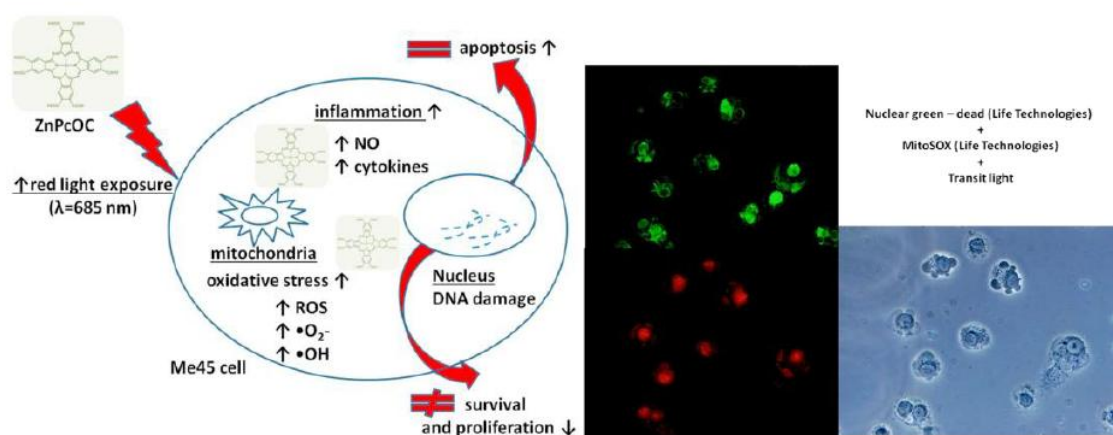 ZnPcOC
↑red light exposure
(λ=685 nm)
apoptosis ↑
inflammation ↑
↑ NO
↑ cytokines
mitochondria
oxidative stress ↑
↑ ROS
↑ •O₂-
↑ •OH
Nucleus
DNA damage
Me45 cell
survival
and proliferation ↓
Nuclear green – dead (Life Technologies)
+
MitoSOX (Life Technologies)
+
Transit light